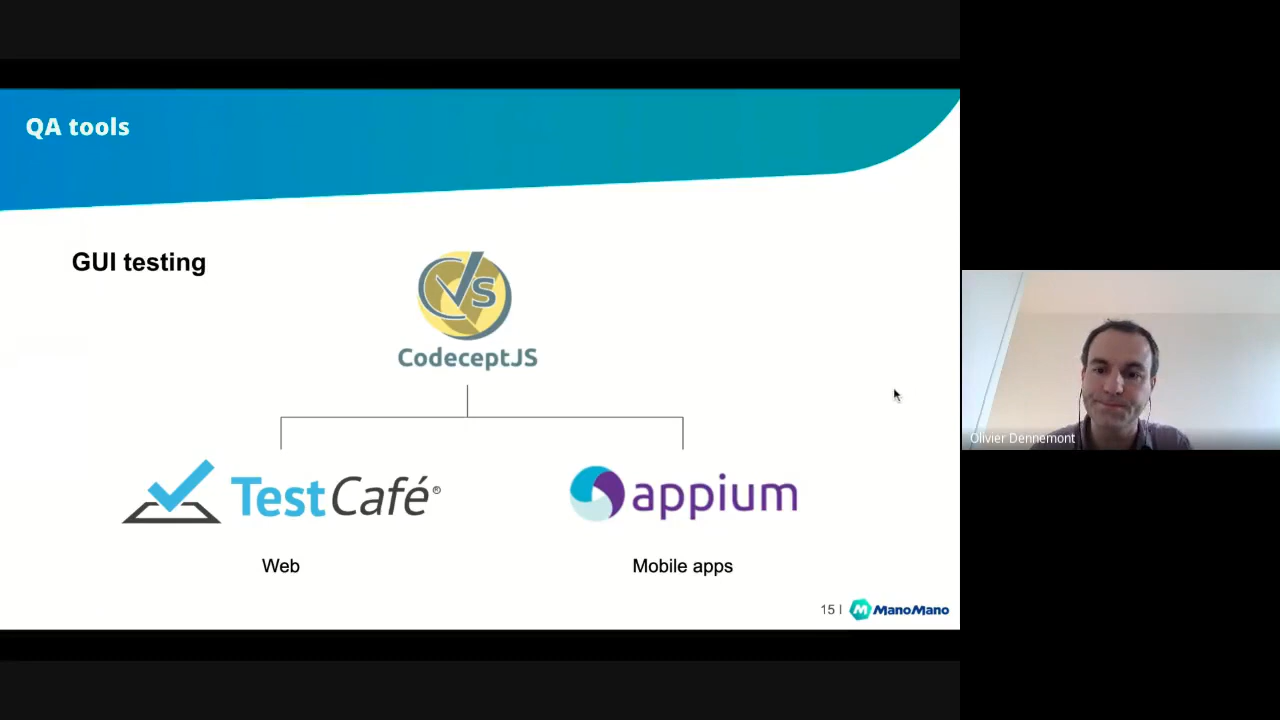 QA tools
GUI testing
CodeceptJS
TestCafé®
appium
Web
Mobile apps
15 I
ManoMano
Olivier Dennemont